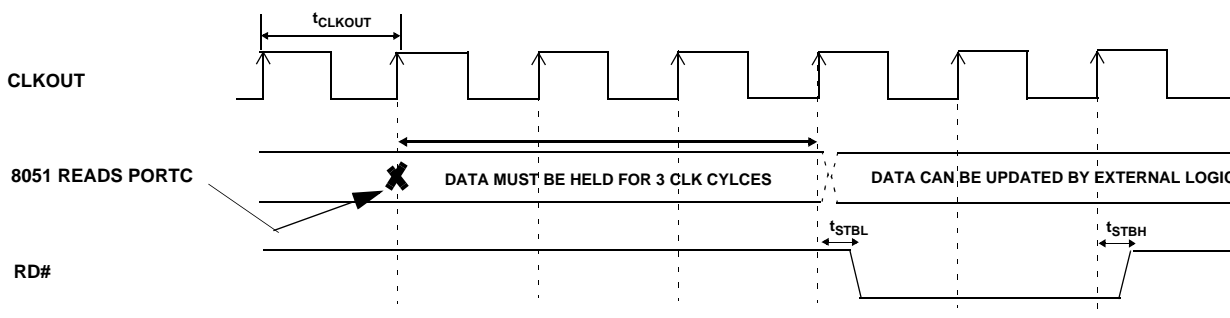 tCLKOUT
CLKOUT
8051 READS PORTC
DATA MUST BE HELD FOR 3 CLK CYLCES
DATA CAN BE UPDATED BY EXTERNAL LOGIC
tSTBL
tSTBH
RD#